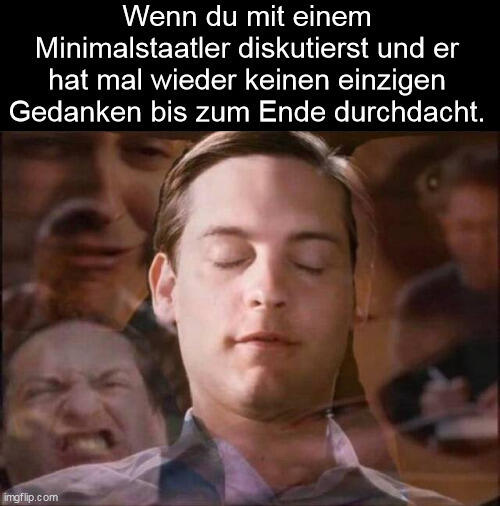 Wenn du mit einem
Minimalstaatler diskutierst und er
hat mal wieder keinen einzigen
Gedanken bis zum Ende durchdacht.
imgflip.com